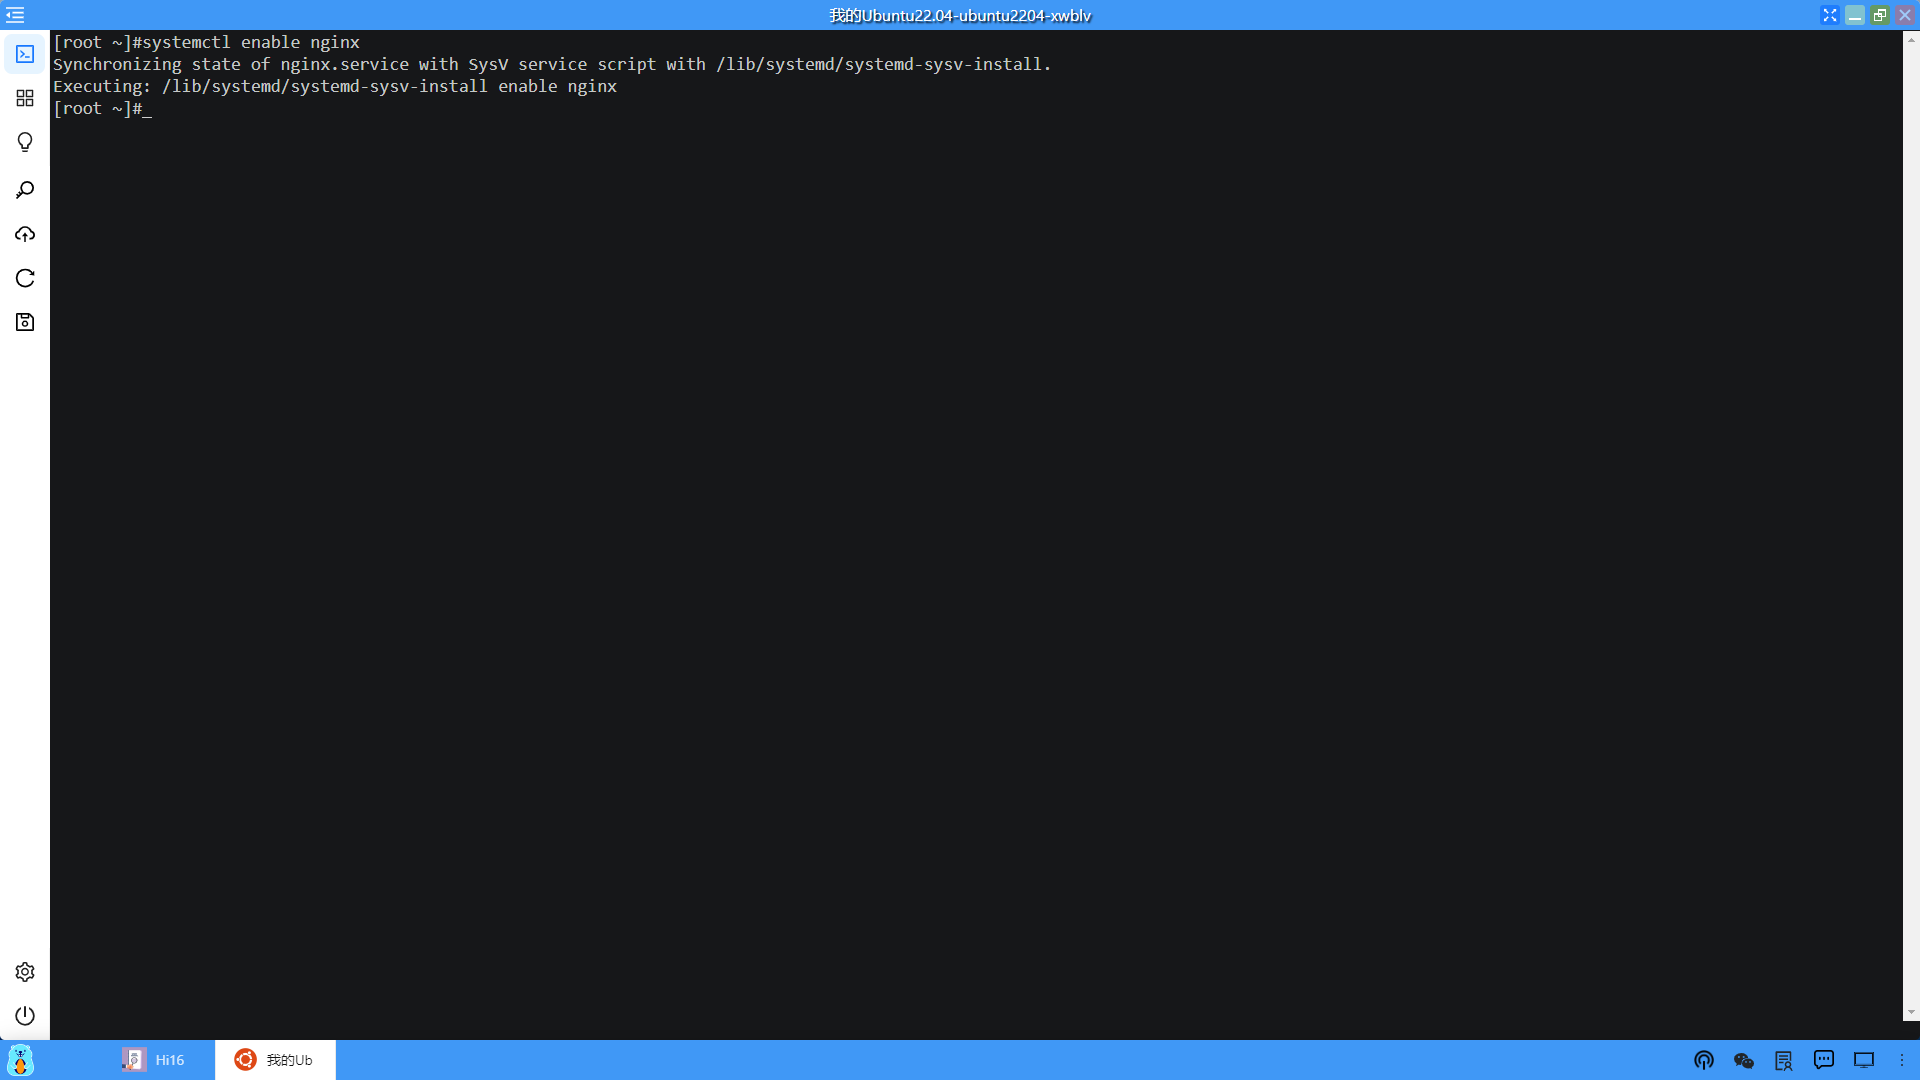 我的Ubuntu22.04-ubuntu2204-xwblv
[root ~]#systemctl enable nginx
Synchronizing state of nginx.service with SysV service script with /lib/systemd/systemd-sysv-install.
Executing: /lib/systemd/systemd-sysv-install enable nginx
[root ~]#_
Hi16
我的Ub